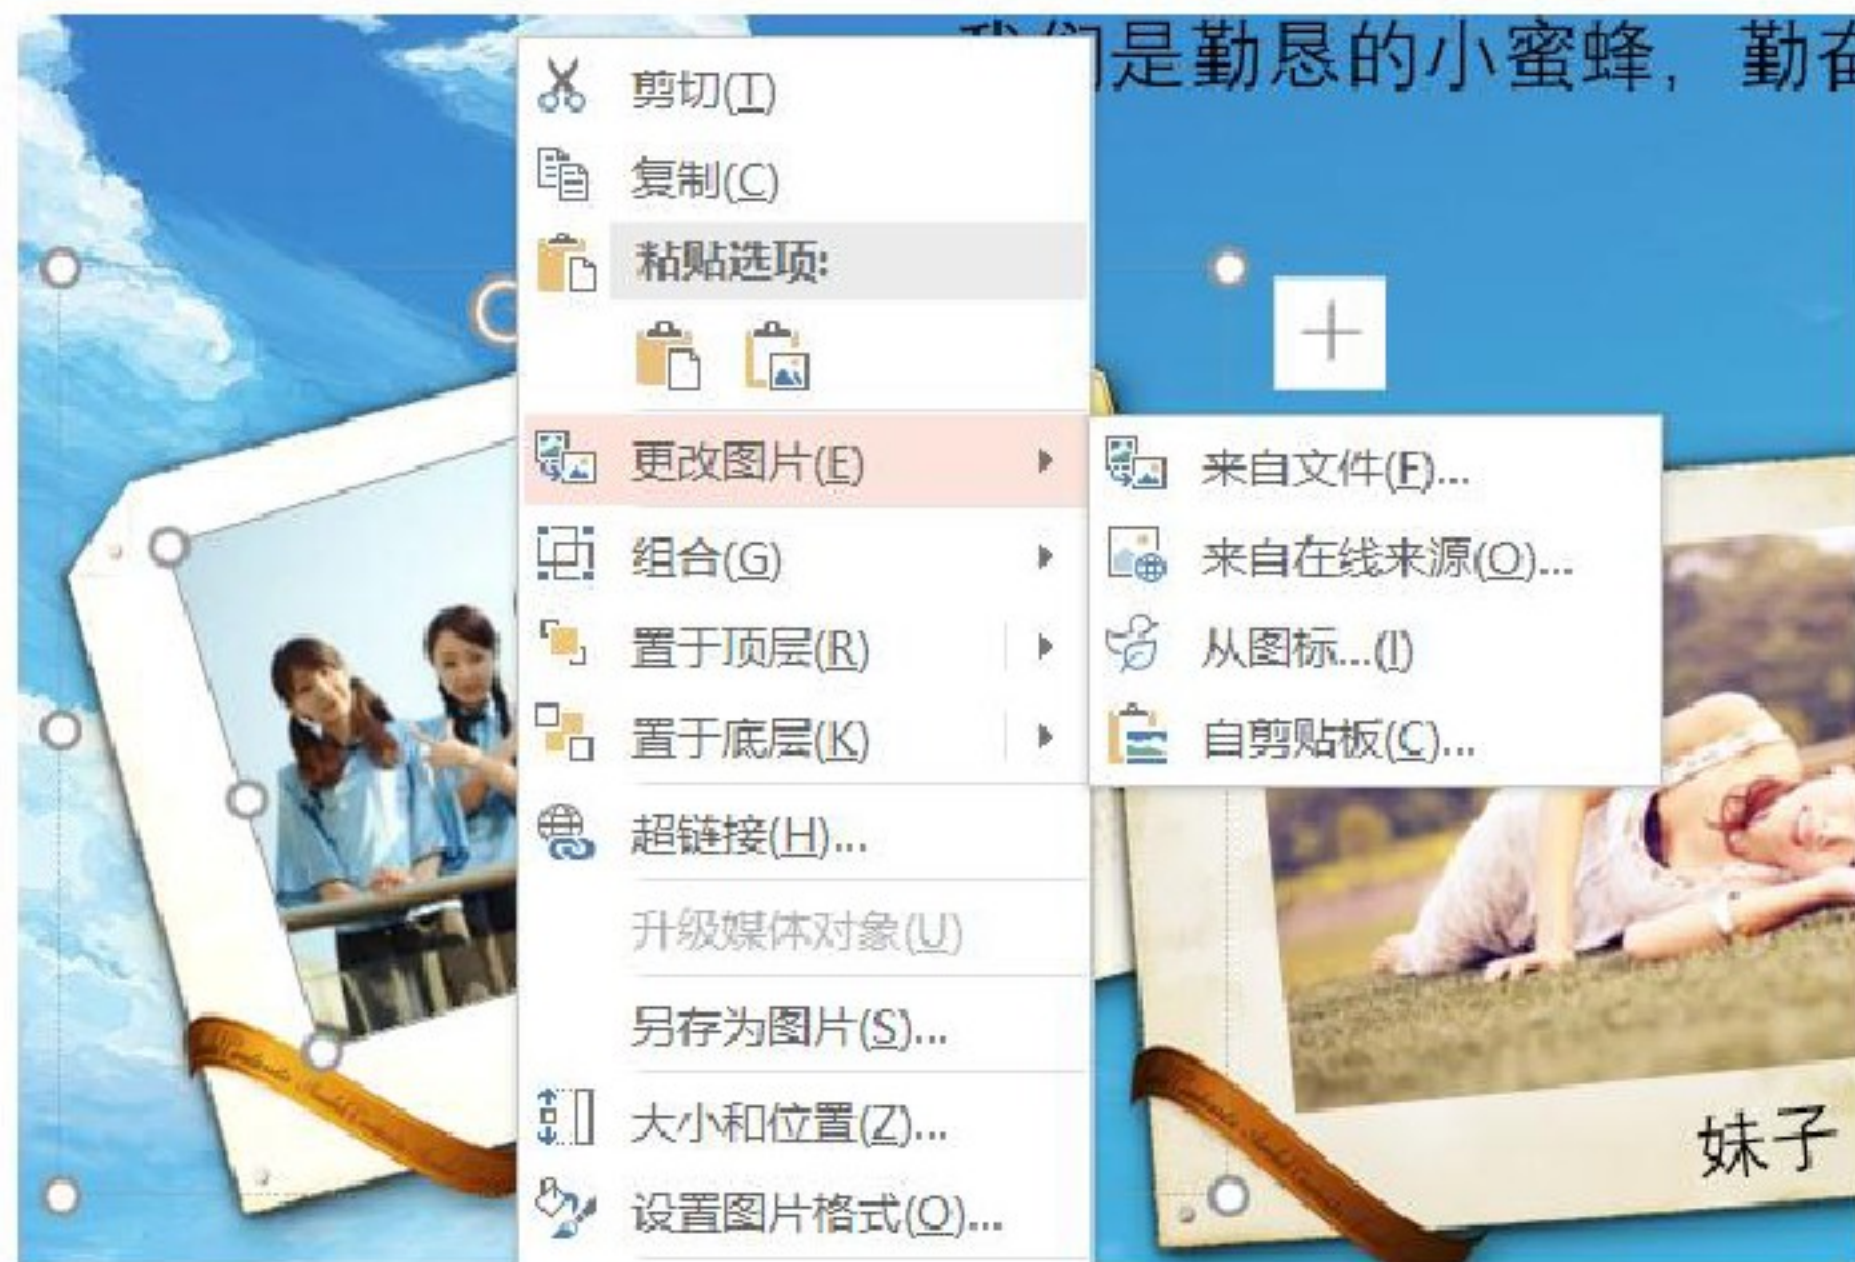 我们是勤恳的小蜜蜂，勤奋
剪切(T)
复制(C)
粘贴选项:
更改图片(E)
来自文件(F)...
组合(G)
来自在线来源(O)...
置于顶层(R)
从图标...(I)
置于底层(K)
自剪贴板(C)...
超链接(H)...
升级媒体对象(U)
另存为图片(S)...
大小和位置(Z)...
妹子
设置图片格式(O)...